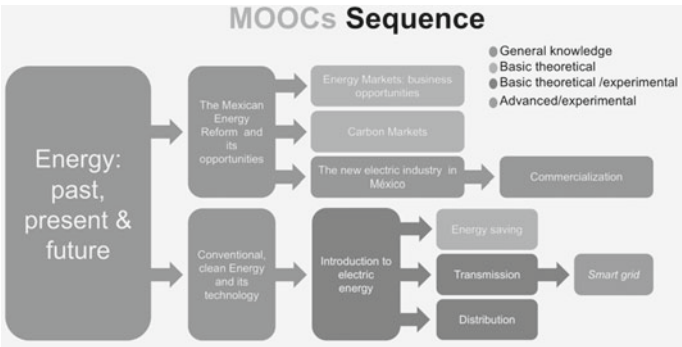 MOOCs Sequence
General knowledge
Basic theoretical
Basic theoretical /experimental
Advanced/experimental
Energy:
past,
present &
future
The Mexican
Energy
Reform and
its
opportunities
Energy Markets: business
opportunities
Carbon Markets
The new electric industry in
México
Commercialization
Conventional,
clean Energy
and its
technology
Introduction to
electric
energy
Energy saving
Transmission
Smart grid
Distribution